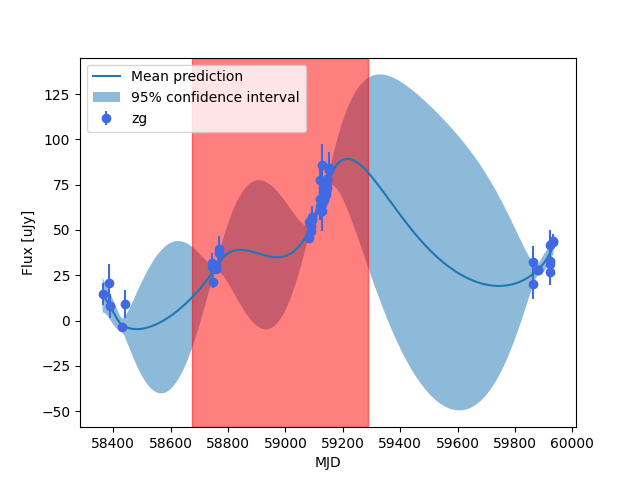 Mean prediction
95% confidence interval
zg
Flux [uJy]
125
100
75
50
25
0
−25
−50
58400 58600 58800 59000 59200 59400 59600 59800 60000
MJD